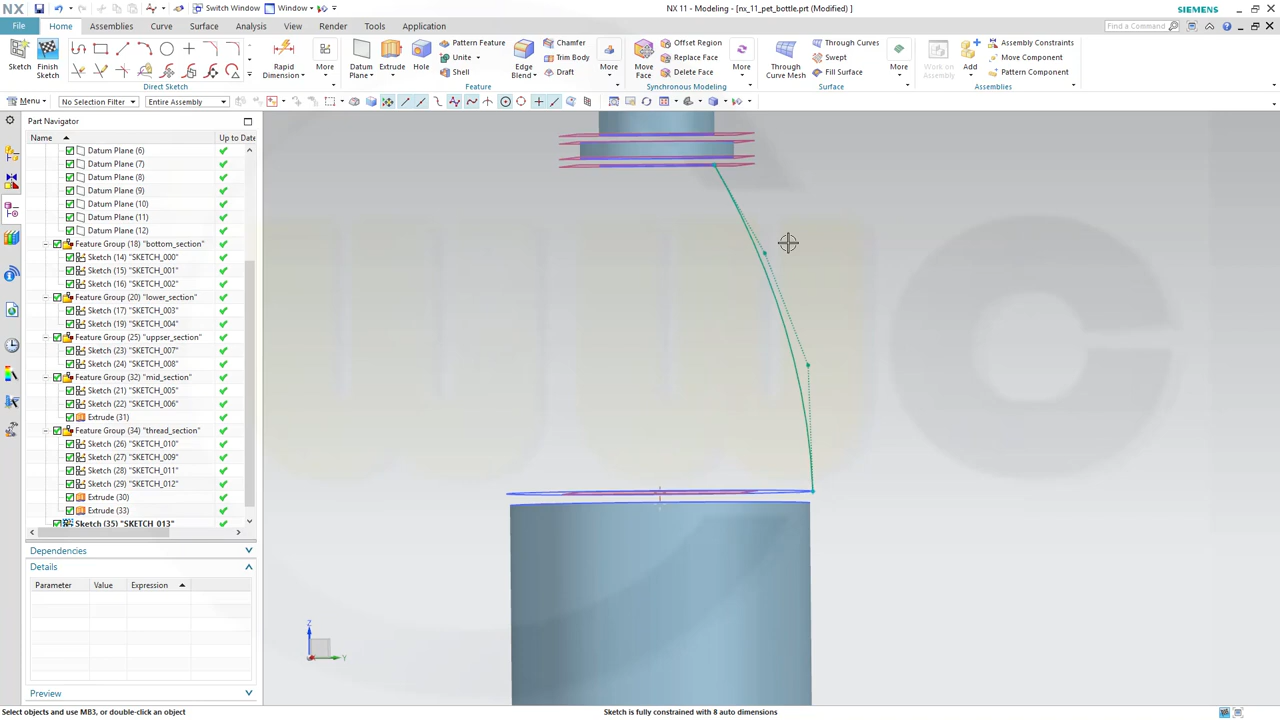 Switch Window
Window
NX 11 - Modeling - [nx_11_pet_bottle.prt (Modified) ]
SIEMENS
File
Home
Assemblies
Curve
Surface
Analysis
View
Render
Tools
Application
Find a Command
Sketch
Finish Sketch
Rapid Dimension
More
Direct Sketch
Datum Plane
Extrude
Hole
Pattern Feature
Unite
Shell
Edge Blend
Chamfer
Trim Body
Draft
More
Feature
Move Face
Offset Region
Replace Face
Delete Face
More
Synchronous Modeling
Through Curve Mesh
Through Curves
Swept
Fill Surface
More
Surface
Work on Assembly
Add
Assembly Constraints
Move Component
Pattern Component
Assemblies
Menu
No Selection Filter
Entire Assembly
Part Navigator
Name
Up to Date
Datum Plane (6)
Datum Plane (7)
Datum Plane (8)
Datum Plane (9)
Datum Plane (10)
Datum Plane (11)
Datum Plane (12)
Feature Group (18) "bottom_section"
Sketch (14) "SKETCH_000"
Sketch (15) "SKETCH_001"
Sketch (16) "SKETCH_002"
Feature Group (20) "lower_section"
Sketch (17) "SKETCH_003"
Sketch (19) "SKETCH_004"
Feature Group (25) "uppser_section"
Sketch (23) "SKETCH_007"
Sketch (24) "SKETCH_008"
Feature Group (32) "mid_section"
Sketch (21) "SKETCH_005"
Sketch (22) "SKETCH_006"
Extrude (31)
Feature Group (34) "thread_section"
Sketch (26) "SKETCH_010"
Sketch (27) "SKETCH_009"
Sketch (28) "SKETCH_011"
Sketch (29) "SKETCH_012"
Extrude (30)
Extrude (33)
Sketch (35) "SKETCH_013"
Dependencies
Details
Parameter
Value
Expression
Preview
Z
Y
Select objects and use MB3, or double-click an object
Sketch is fully constrained with 8 auto dimensions